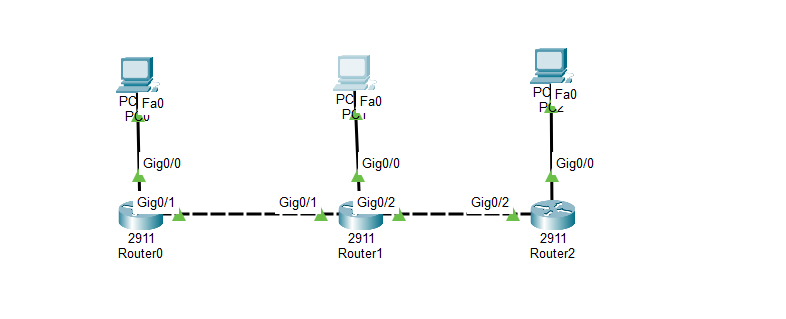 PC Fa0
PC Fa0
PC Fa0
PC2
Gig0/0
Gig0/0
Gig0/0
Gig0/1
Gig0/1
Gig0/2
Gig0/2
2911
Router0
2911
Router1
2911
Router2